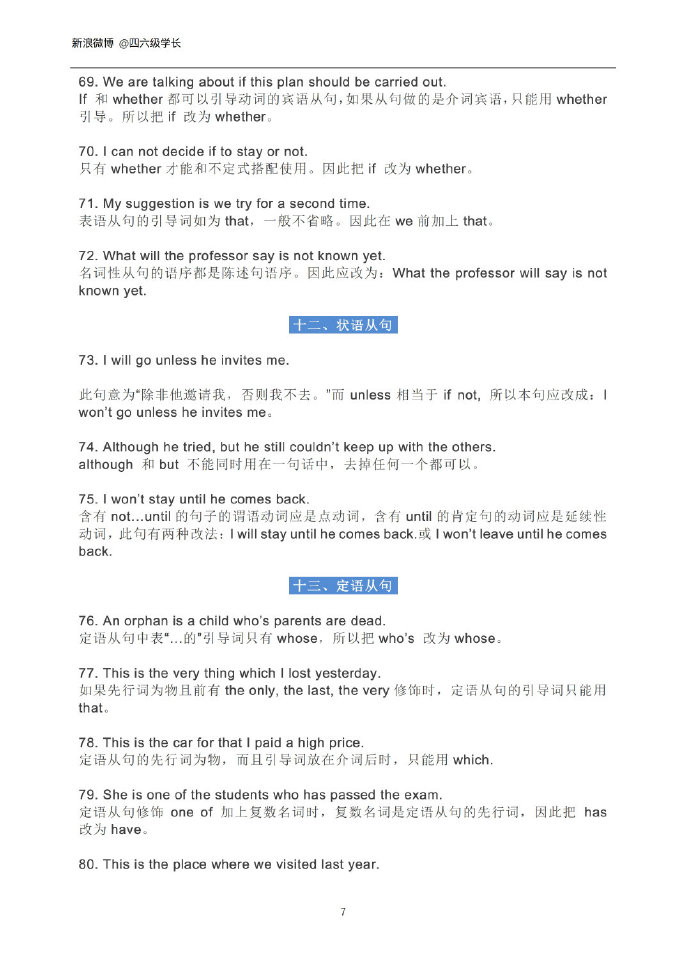 新浪微博 @四六级学长
69. We are talking about if this plan should be carried out.
If 和 whether 都可以引导动词的宾语从句，如果从句做的是介词宾语，只能用 whether
引导。所以把 if 改为 whether。
70. I can not decide if to stay or not.
只有 whether 才能和不定式搭配使用。因此把 if 改为 whether。
71. My suggestion is we try for a second time.
表语从句的引导词如为 that，一般不省略。因此在 we 前加上 that。
72. What will the professor say is not known yet.
名词性从句的语序都是陈述句语序。因此应改为：What the professor will say is not
known yet.
十二、状语从句
73. I will go unless he invites me.
此句意为“除非他邀请我，否则我不去。”而 unless 相当于 if not, 所以本句应改成：I
won't go unless he invites me。
74. Although he tried, but he still couldn't keep up with the others.
although 和 but 不能同时用在一句话中，去掉任何一个都可以。
75. I won't stay until he comes back.
含有 not…until 的句子的谓语动词应是点动词，含有 until 的肯定句的动词应是延续性
动词，此句有两种改法：I will stay until he comes back.或 I won't leave until he comes
back.
十三、定语从句
76. An orphan is a child who's parents are dead.
定语从句中表“…的”引导词只有 whose，所以把 who's 改为 whose。
77. This is the very thing which I lost yesterday.
如果先行词为物且前有 the only, the last, the very 修饰时，定语从句的引导词只能用
that。
78. This is the car for that I paid a high price.
定语从句的先行词为物，而且引导词放在介词后时，只能用 which.
79. She is one of the students who has passed the exam.
定语从句修饰 one of 加上复数名词时，复数名词是定语从句的先行词，因此把 has
改为 have。
80. This is the place where we visited last year.
7